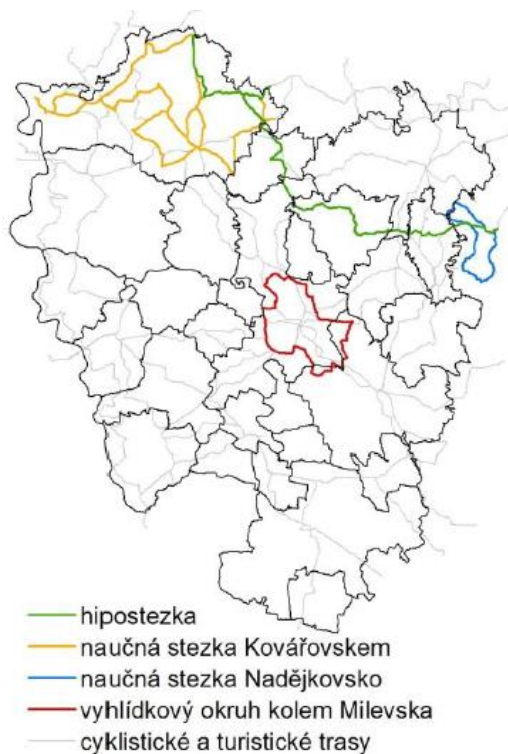 hipostezka
naučná stezka Kovářovskem
naučná stezka Nadějkovsko
vyhlídkový okruh kolem Milevska
cyklistické a turistické trasy